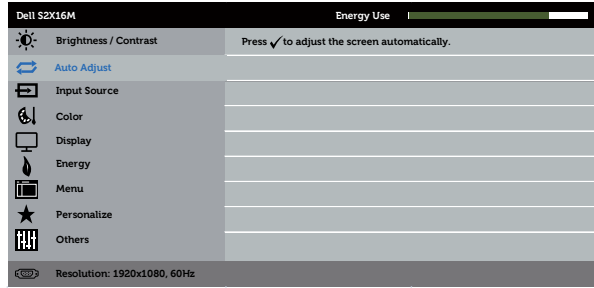 Dell S2X16M Energy Use
Brightness / Contrast Press ✓to adjust the screen automatically.
Auto Adjust
Input Source
Color
Display
Energy
Menu
Personalize
Others
Resolution: 1920x1080, 60Hz